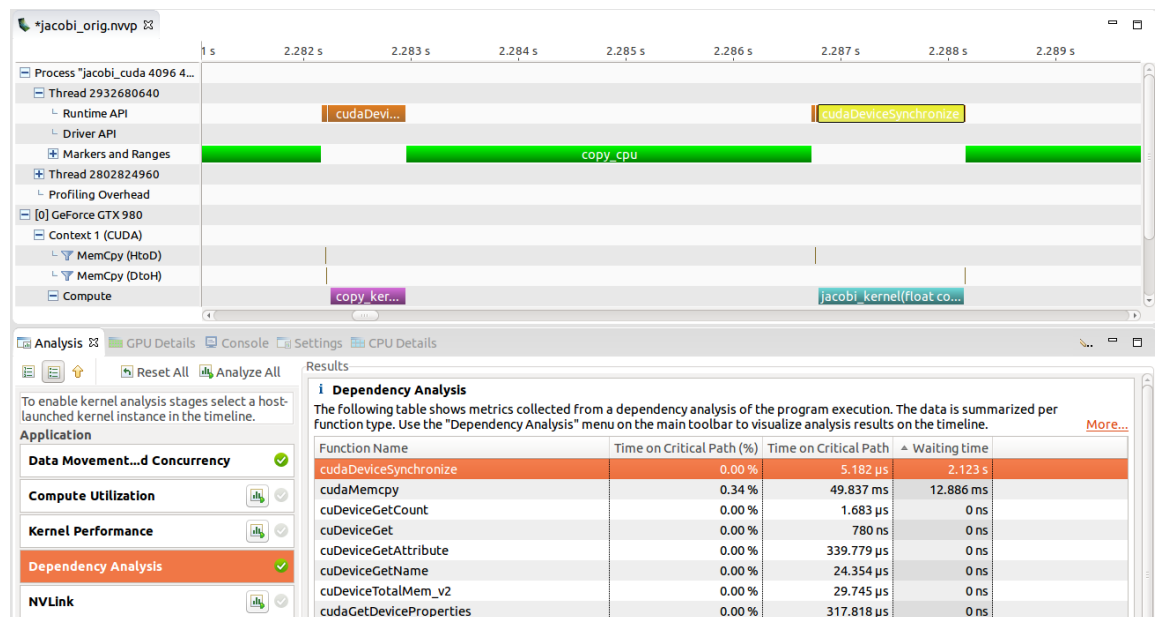 *jacobi_orig.nvvp
1 s 2.282 s 2.283 s 2.284 s 2.285 s 2.286 s 2.287 s 2.288 s 2.289 s
Process "jacobi_cuda 4096 4...
Thread 2932680640
Runtime API cudaDevi... cudaDeviceSynchronize
Driver API
Markers and Ranges copy_cpu
Thread 2802824960
Profiling Overhead
[0] GeForce GTX 980
Context 1 (CUDA)
MemCpy (HtoD)
MemCpy (DtoH)
Compute copy_ker... jacobi_kernel(float co...
Analysis GPU Details Console Settings CPU Details
Reset All Analyze All
To enable kernel analysis stages select a host-
launched kernel instance in the timeline.
Application
Data Movement...d Concurrency
Compute Utilization
Kernel Performance
Dependency Analysis
NVLink
Results
i Dependency Analysis
The following table shows metrics collected from a dependency analysis of the program execution. The data is summarized per
function type. Use the "Dependency Analysis" menu on the main toolbar to visualize analysis results on the timeline. More...
Function Name Time on Critical Path (%) Time on Critical Path Waiting time
cudaDeviceSynchronize 0.00 % 5.182 µs 2.123 s
cudaMemcpy 0.34 % 49.837 ms 12.886 ms
cuDeviceGetCount 0.00 % 1.683 µs 0 ns
cuDeviceGet 0.00 % 780 ns 0 ns
cuDeviceGetAttribute 0.00 % 339.779 µs 0 ns
cuDeviceGetName 0.00 % 24.354 µs 0 ns
cuDeviceTotalMem_v2 0.00 % 29.745 µs 0 ns
cudaGetDeviceProperties 0.00 % 317.818 µs 0 ns